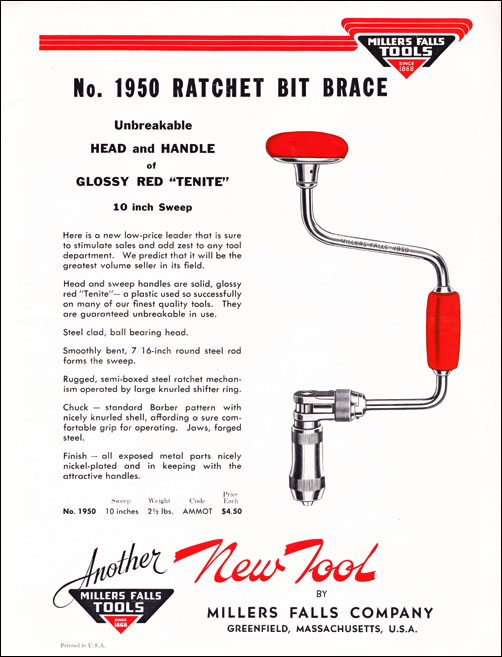 MILLERS FALLS
TOOLS
SINCE
1868
No. 1950 RATCHET BIT BRACE
Unbreakable
HEAD and HANDLE
of
GLOSSY RED “TENITE”
10 inch Sweep
Here is a new low-price leader that is sure
to stimulate sales and add zest to any tool
department. We predict that it will be the
greatest volume seller in its field.
Head and sweep handles are solid, glossy
red “Tenite”— a plastic used so successfully
on many of our finest quality tools. They
are guaranteed unbreakable in use.
Steel clad, ball bearing head.
Smoothly bent, 7/16-inch round steel rod
forms the sweep.
Rugged, semi-boxed steel ratchet mechan-
ism operated by large knurled shifter ring.
Chuck — standard Barber pattern with
nicely knurled shell, affording a sure com-
fortable grip for operating. Jaws, forged
steel.
Finish — all exposed metal parts nicely
nickel-plated and in keeping with the
attractive handles.
Sweep Weight Code Price Each
No. 1950 10 inches 2½ lbs. AMMOT $4.50
MILLERS FALLS 1950
Another New Tool
MILLERS FALLS
TOOLS
SINCE
1868
BY
MILLERS FALLS COMPANY
GREENFIELD, MASSACHUSETTS, U.S.A.
Printed in U.S.A.